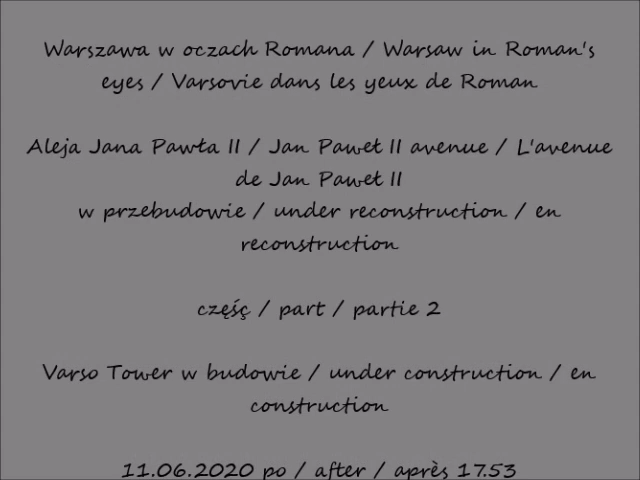 Warszawa w oczach Romana / Warsaw in Roman's
eyes / Varsovie dans les yeux de Roman
Aleja Jana Pawła II / Jan Paweł II avenue / L'avenue
de Jan Paweł II
w przebudowie / under reconstruction / en
reconstruction
częśç / part / partie 2
Varso Tower w budowie / under construction / en
construction
11.06.2020 po / after / après 17.53